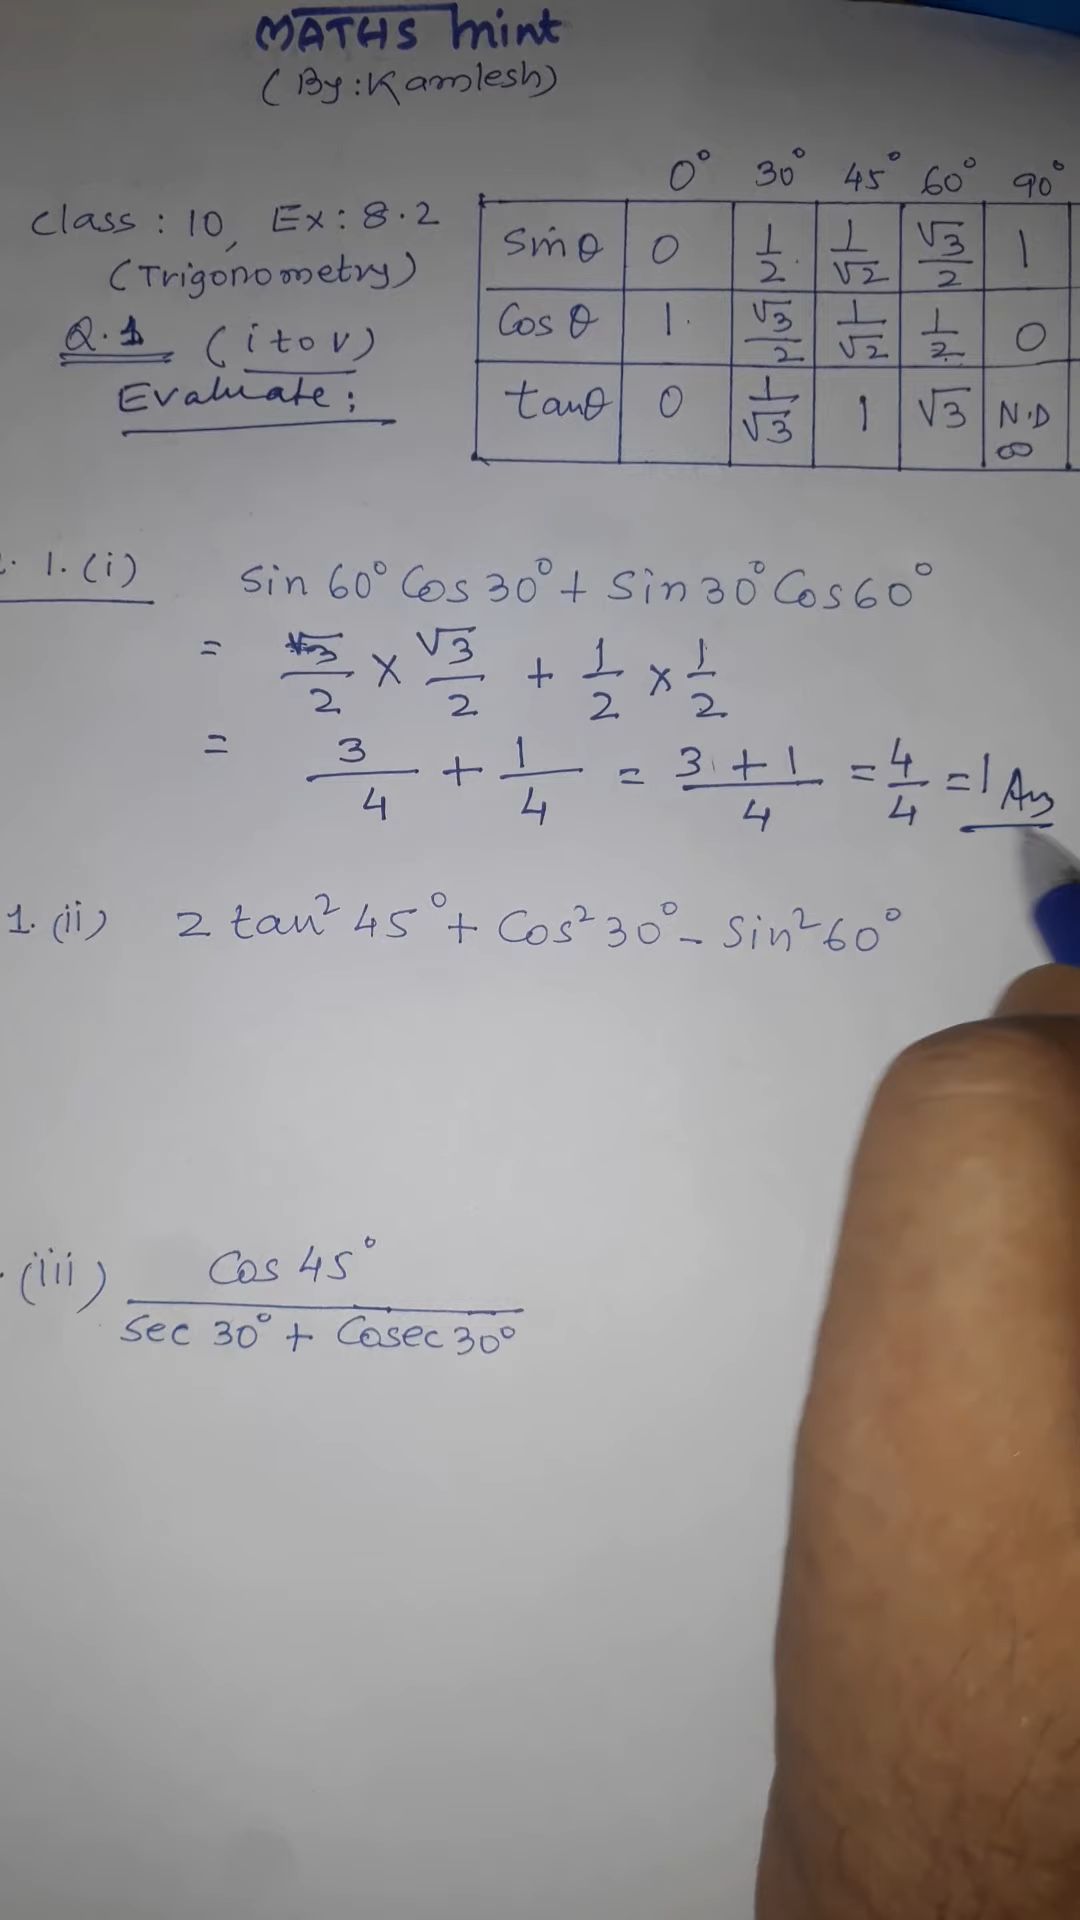 MATHS mint
(By: Kamlesh)
Class : 10, Ex: 8.2
(Trigonometry)
Q.1 (i to v)
Evaluate:
0° 30° 45° 60° 90°
Sinθ 0 1/2 1/√2 √3/2 1
Cosθ 1 √3/2 1/√2 1/2 0
tanθ 0 1/√3 1 √3 N.D ∞
1.(i) Sin 60° Cos 30° + Sin 30° Cos 60°
= √3/2 × √3/2 + 1/2 × 1/2
= 3/4 + 1/4 = 3+1/4 = 4/4 = 1 Ans
1.(ii) 2 tan² 45° + Cos² 30° - Sin² 60°
(iii) Cos 45° / Sec 30° + Cosec 30°